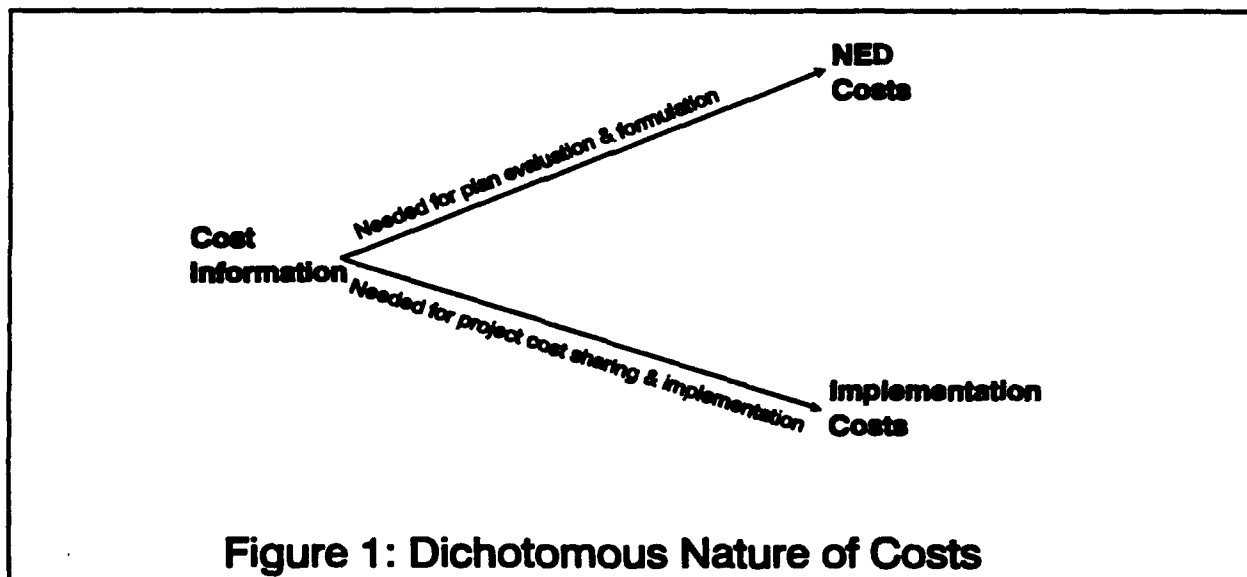 NED
Costs
Needed for plan evaluation & formulation
Cost
Information
Needed for project cost sharing & implementation
Implementation
Costs
Figure 1: Dichotomous Nature of Costs